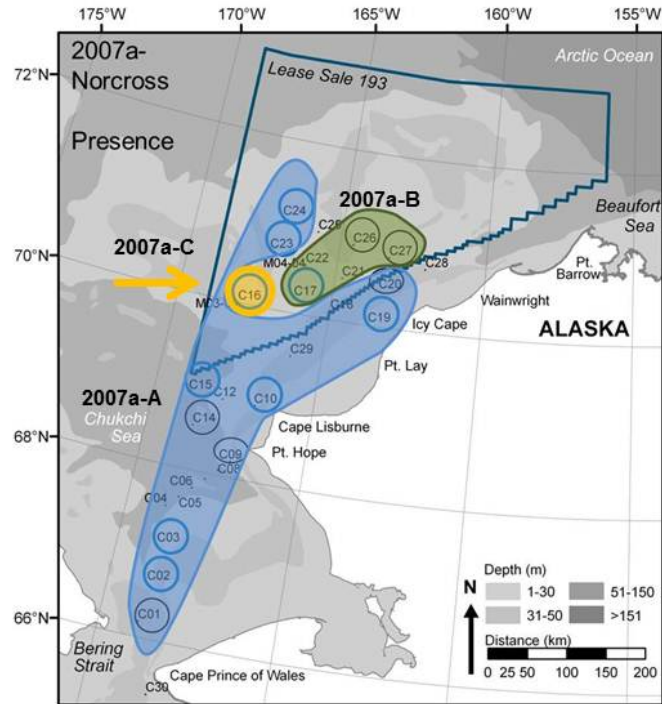 175°W
170°W
165°W
160°W
155°W
72°N
70°N
68°N
66°N
2007a-
Norcross
Presence
Arctic Ocean
Lease Sale 193
2007a-B
2007a-C
2007a-A
Beaufort
Sea
Pt.
Barrow
Wainwright
Icy Cape
ALASKA
Pt. Lay
Cape Lisburne
Pt. Hope
Chukchi
Sea
C24
C25
C26
C23
C27
C22
M04-04
C21
C28
C16
C17
C20
M03-
C18
C19
C29
C15
C12
C10
C14
C09
C08
C06
C04
C05
C03
C02
C01
Bering
Strait
Cape Prince of Wales
C30
N
Depth (m)
1-30
51-150
31-50
>151
Distance (km)
0 25 50 100 150 200